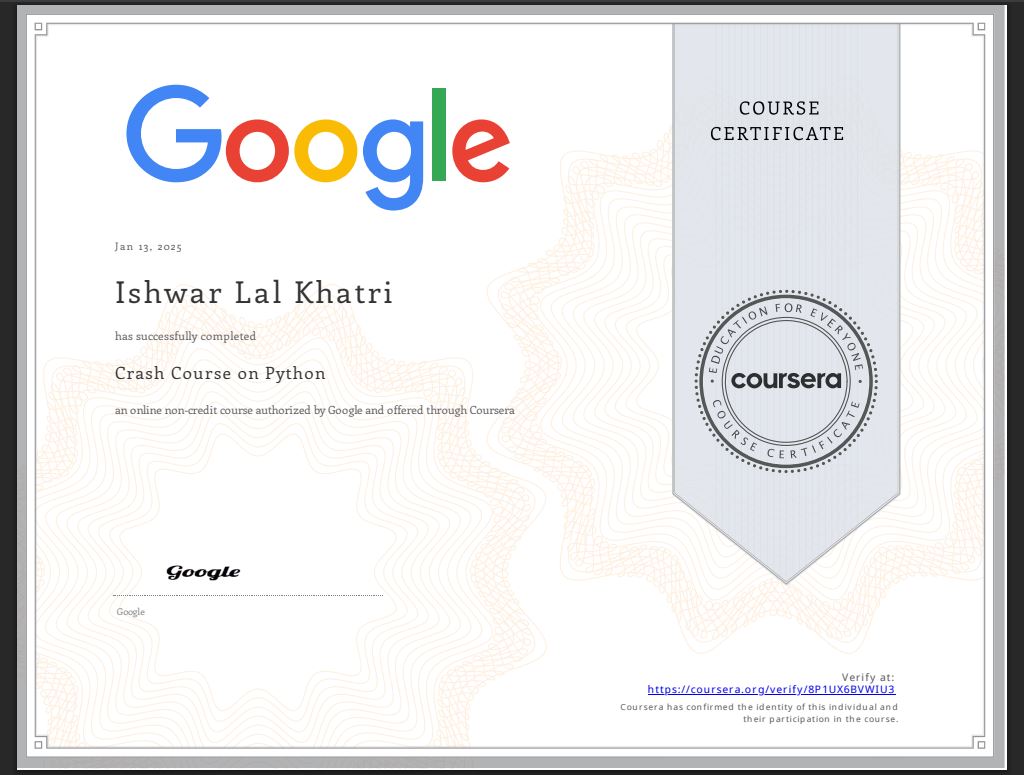 Google
Jan 13, 2025
Ishwar Lal Khatri
has successfully completed
Crash Course on Python
an online non-credit course authorized by Google and offered through Coursera
Google
Google
COURSE
CERTIFICATE
EDUCATION FOR EVERYONE
coursera
COURSE CERTIFICATE
Verify at:
https://coursera.org/verify/8P1UX6BVWIU3
Coursera has confirmed the identity of this individual and
their participation in the course.